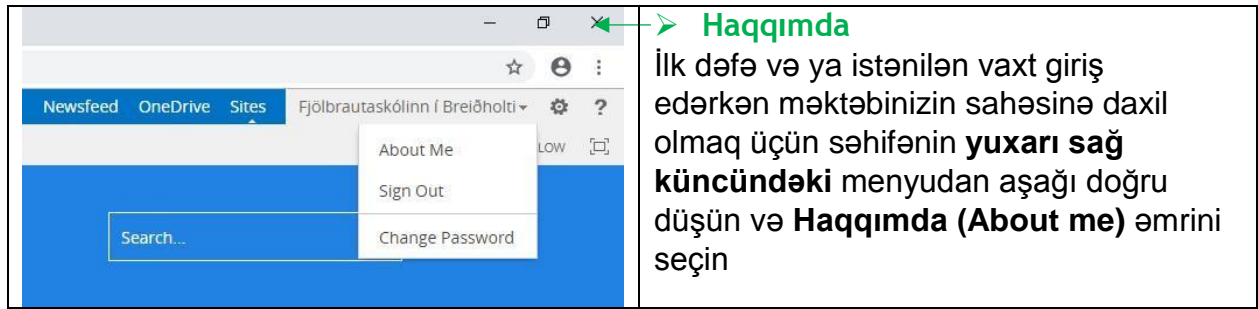 Newsfeed OneDrive Sites Fjölbrautaskólinn í Breiðholti ?
LOW
About Me
Sign Out
Search...
Change Password
Haqqımda
İlk dəfə və ya istənilən vaxt giriş
edərkən məktəbinizin sahəsinə daxil
olmaq üçün səhifənin yuxarı sağ
küncündəki menyudan aşağı doğru
düşün və Haqqımda (About me) əmrini
seçin